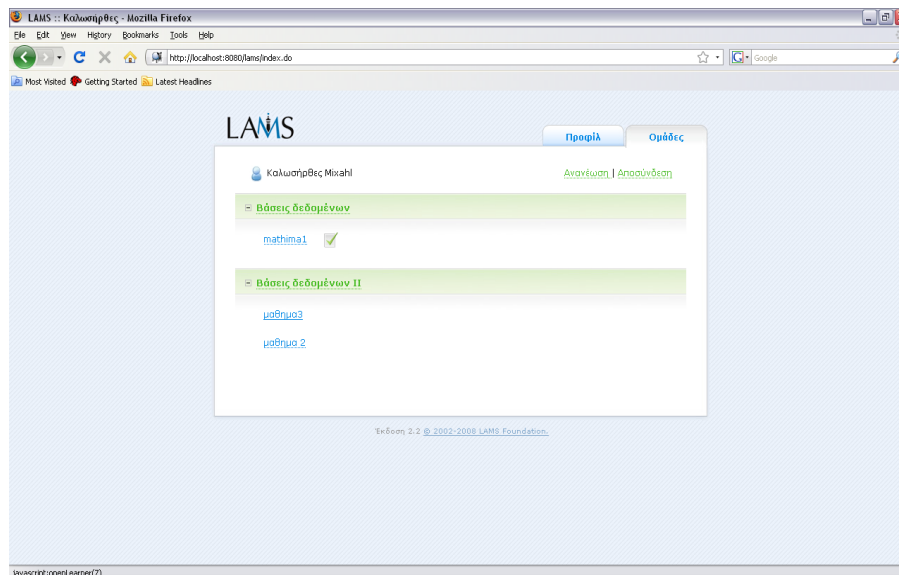 LAMS :: Καλωσήρθες - Mozilla Firefox
File Edit View History Bookmarks Tools Help
http://localhost:8080/lams/index.do
Google
Most Visited Getting Started Latest Headlines
LAMS
Προφίλ Ομάδες
Καλωσήρθες Mixahl Ανανέωση | Αποσύνδεση
Βάσεις δεδομένων
mathima1
Βάσεις δεδομένων II
μαθημα3
μαθημα 2
Έκδοση 2.2 © 2002-2008 LAMS Foundation.
javascript:openLearner(7)